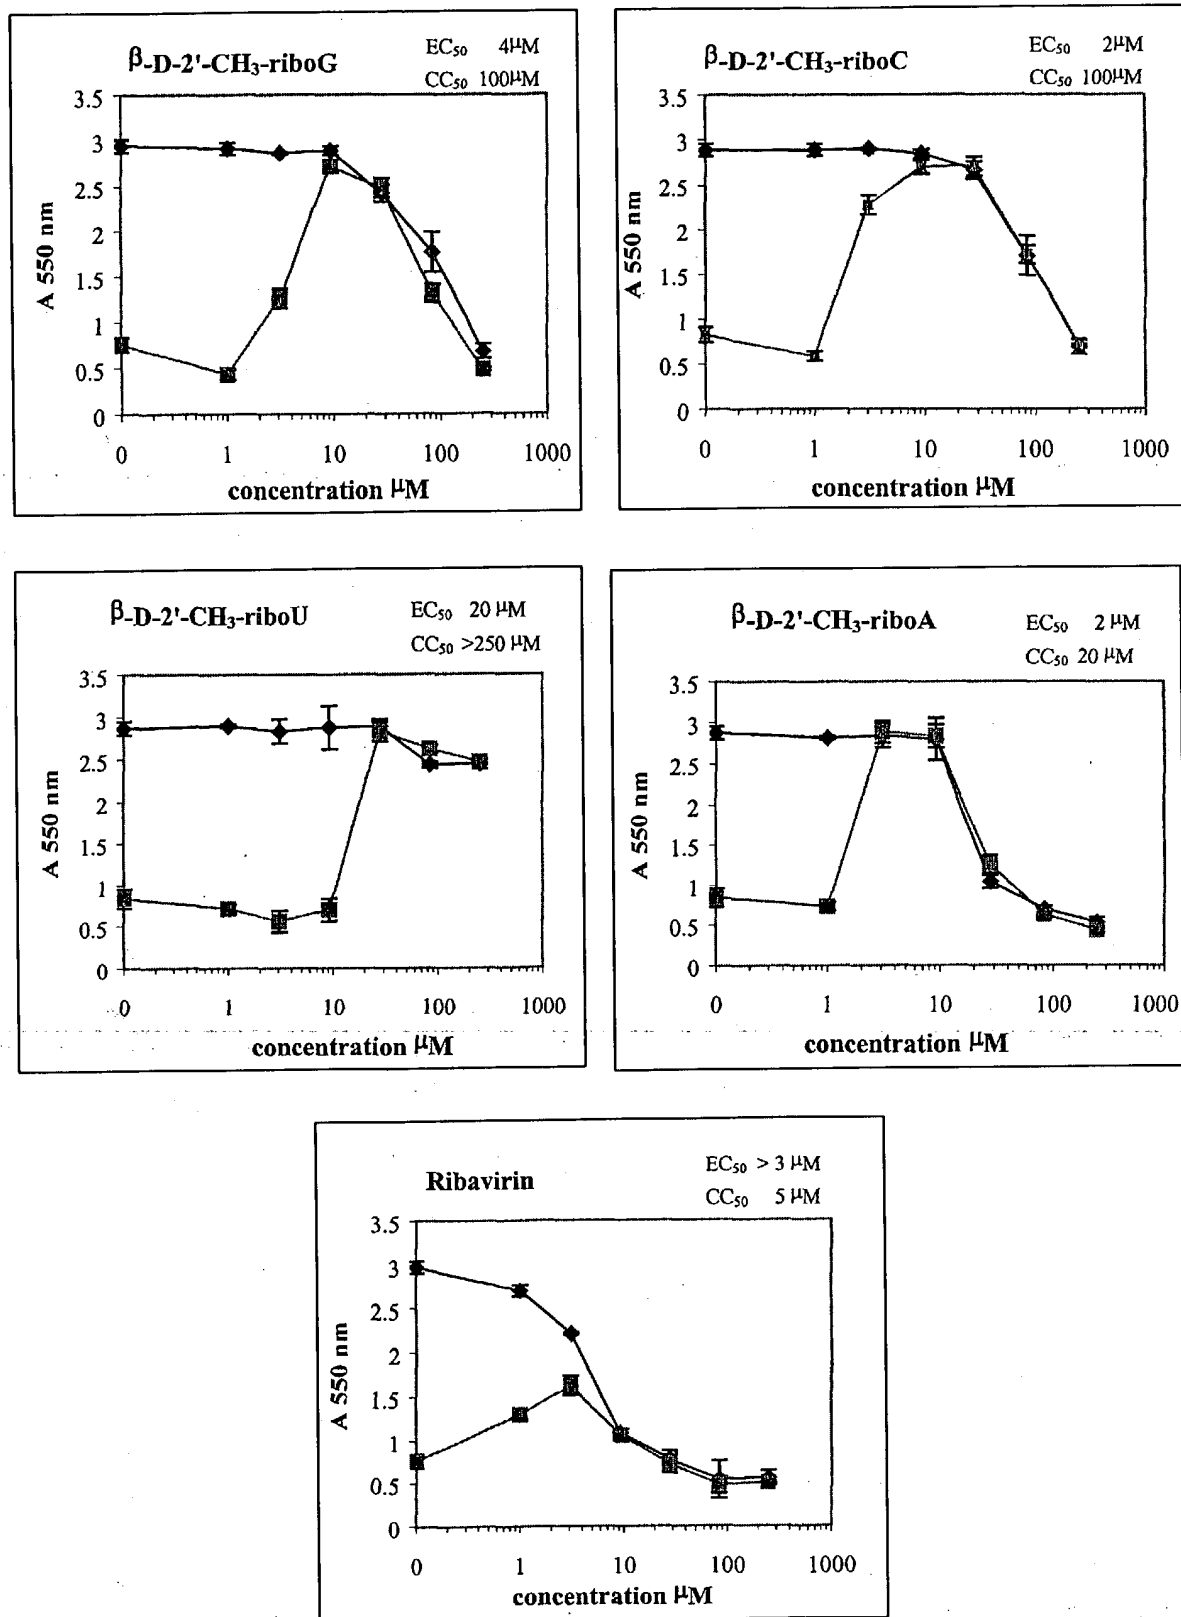 β-D-2'-CH₃-riboG
EC₅₀ 4µM
CC₅₀ 100µM
3.5
3
2.5
2
1.5
1
0.5
0
A 550 nm
0 1 10 100 1000
concentration µM
β-D-2'-CH₃-riboC
EC₅₀ 2µM
CC₅₀ 100µM
3.5
3
2.5
2
1.5
1
0.5
0
A 550 nm
0 1 10 100 1000
concentration µM
β-D-2'-CH₃-riboU
EC₅₀ 20 µM
CC₅₀ >250 µM
3.5
3
2.5
2
1.5
1
0.5
0
A 550 nm
0 1 10 100 1000
concentration µM
β-D-2'-CH₃-riboA
EC₅₀ 2 µM
CC₅₀ 20 µM
3.5
3
2.5
2
1.5
1
0.5
0
A 550 nm
0 1 10 100 1000
concentration µM
Ribavirin
EC₅₀ > 3 µM
CC₅₀ 5 µM
3.5
3
2.5
2
1.5
1
0.5
0
A 550 nm
0 1 10 100 1000
concentration µM